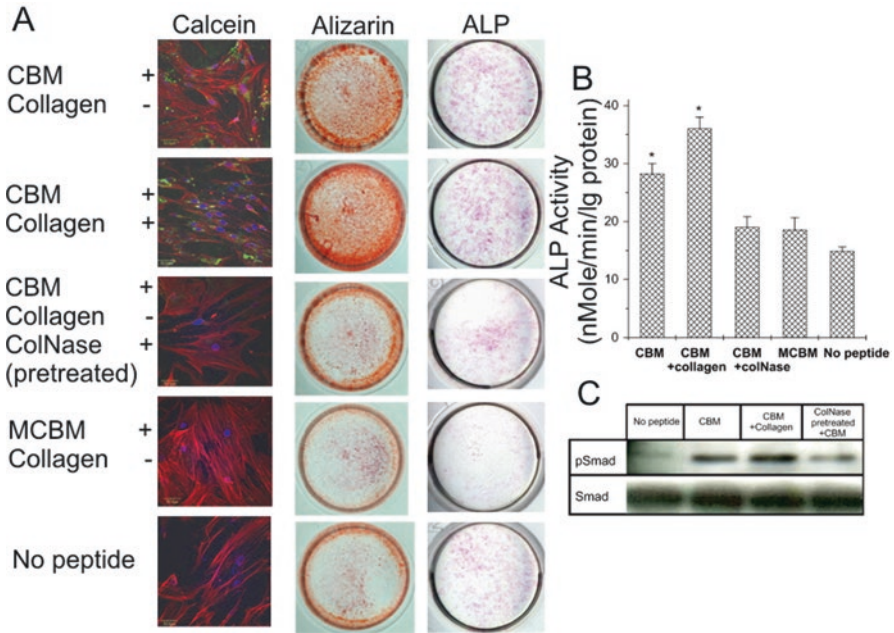 A
Calcein Alizarin ALP
CBM +
Collagen -
CBM +
Collagen +
CBM +
Collagen -
ColNase +
(pretreated)
MCBM +
Collagen -
No peptide
B
ALP Activity
(nMole/min/lg protein)
40
30
20
10
0
* *
CBM
CBM
+collagen
CBM
+colNase
MCBM
No peptide
C
No peptide
CBM
CBM
+Collagen
ColNase
pretreated
+CBM
pSmad
Smad